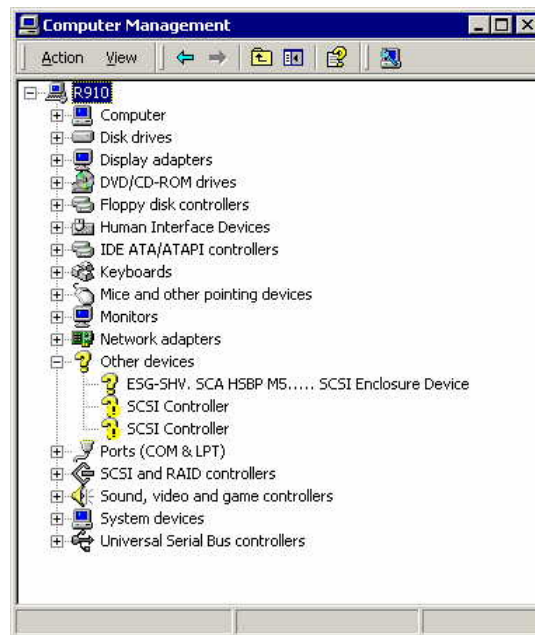 Computer Management
Action View
R910
Computer
Disk drives
Display adapters
DVD/CD-ROM drives
Floppy disk controllers
Human Interface Devices
IDE ATA/ATAPI controllers
Keyboards
Mice and other pointing devices
Monitors
Network adapters
Other devices
ESG-SHV. SCA HSBP M5..... SCSI Enclosure Device
SCSI Controller
SCSI Controller
Ports (COM & LPT)
SCSI and RAID controllers
Sound, video and game controllers
System devices
Universal Serial Bus controllers